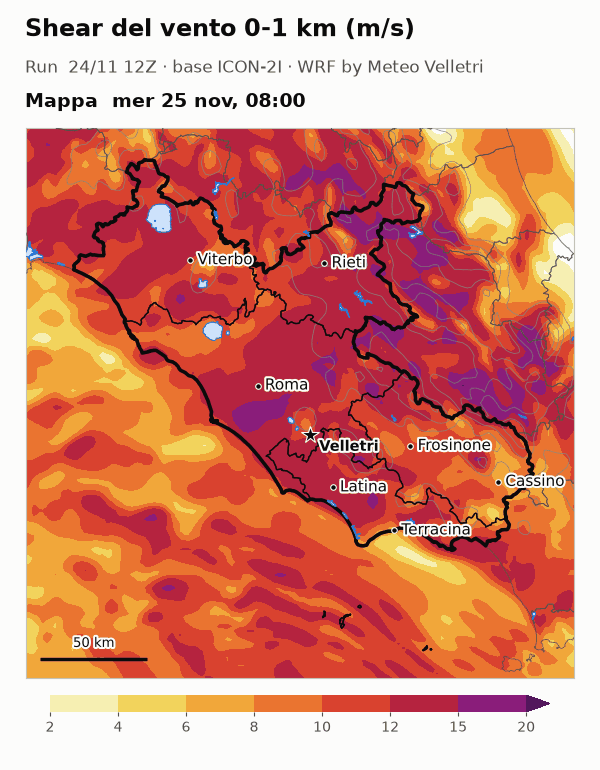 Shear del vento 0-1 km (m/s)
Run  24/11 12Z · base ICON-2I · WRF by Meteo Velletri
Mappa  mer 25 nov, 08:00
Viterbo
Rieti
Roma
Velletri
Frosinone
Latina
Cassino
Terracina
50 km
2 4 6 8 10 12 15 20